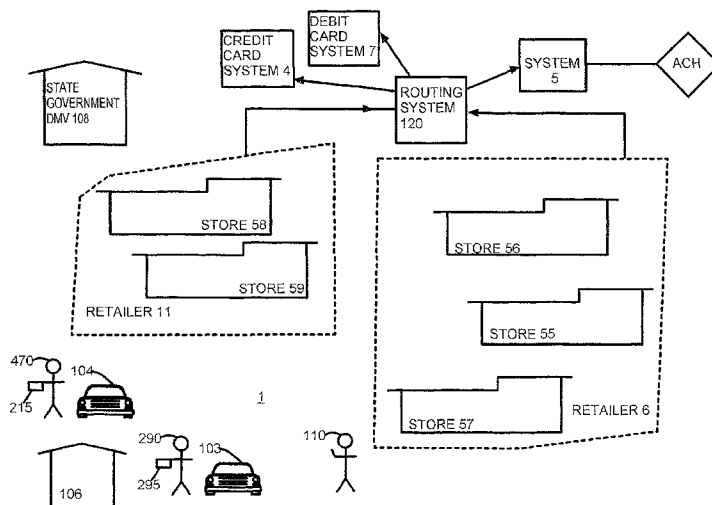 CREDIT
CARD
SYSTEM 4
DEBIT
CARD
SYSTEM 7
SYSTEM
5
ACH
STATE
GOVERNMENT
DMV 108
ROUTING
SYSTEM
120
STORE 58
STORE 59
RETAILER 11
STORE 56
STORE 55
STORE 57
RETAILER 6
470
104
215
1
290
103
295
110
106